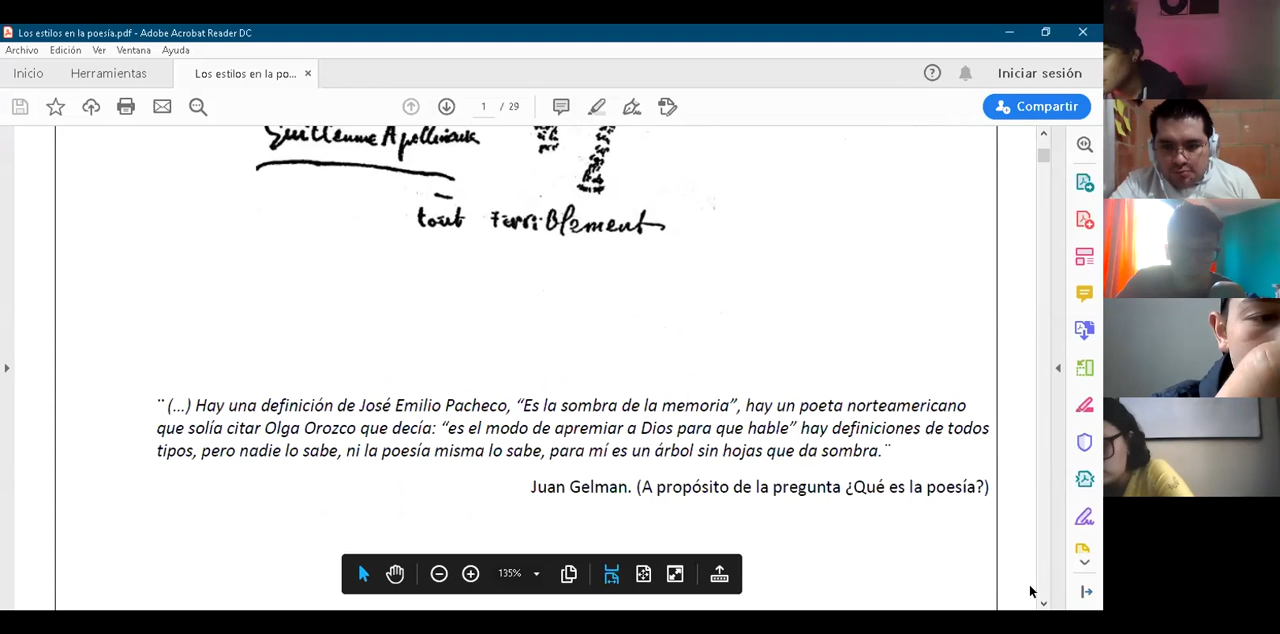 Los estilos en la poesía.pdf - Adobe Acrobat Reader DC
Archivo Edición Ver Ventana Ayuda
Inicio Herramientas Los estilos en la po... × Iniciar sesión
1 / 29 Compartir
Guillaume Apollinaire
tout terriblement
¨ (...) Hay una definición de José Emilio Pacheco, “Es la sombra de la memoria”, hay un poeta norteamericano
que solía citar Olga Orozco que decía: “es el modo de apremiar a Dios para que hable” hay definiciones de todos
tipos, pero nadie lo sabe, ni la poesía misma lo sabe, para mí es un árbol sin hojas que da sombra.¨
Juan Gelman. (A propósito de la pregunta ¿Qué es la poesía?)
135%